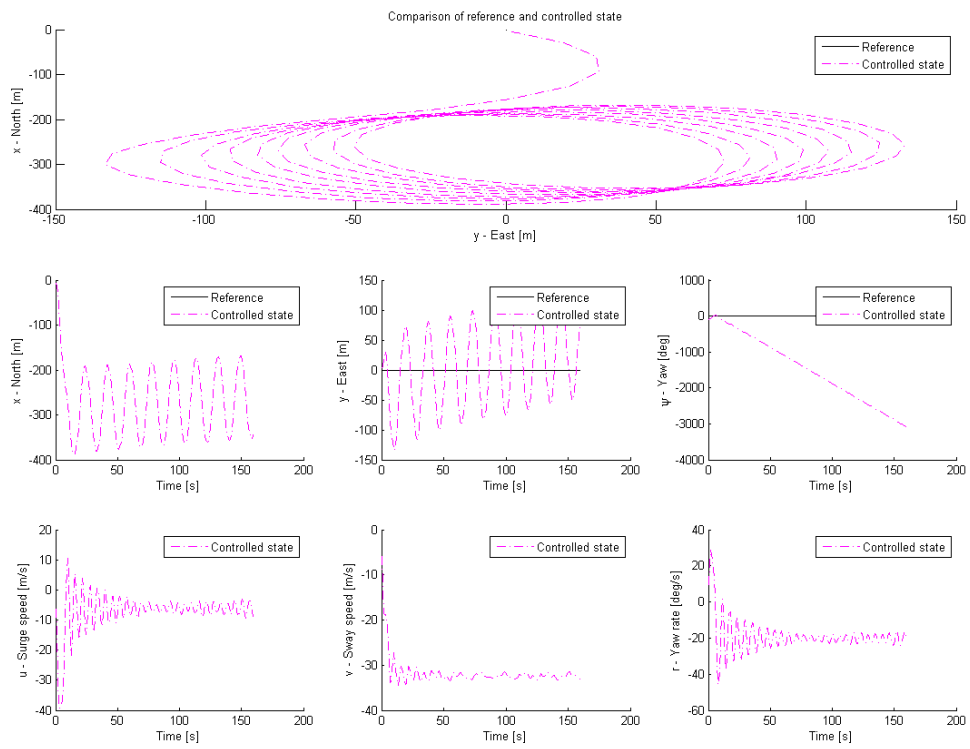 Comparison of reference and controlled state
0
-100
-200
-300
-400
x - North [m]
Reference
Controlled state
-150 -100 -50 0 50 100 150
y - East [m]
0
-100
-200
-300
-400
x - North [m]
Reference
Controlled state
0 50 100 150 200
Time [s]
150
100
50
0
-50
-100
-150
y - East [m]
Reference
Controlled state
0 50 100 150 200
Time [s]
1000
0
-1000
-2000
-3000
-4000
ψ - Yaw [deg]
Reference
Controlled state
0 50 100 150 200
Time [s]
20
10
0
-10
-20
-30
-40
u - Surge speed [m/s]
Controlled state
0 50 100 150 200
Time [s]
0
-10
-20
-30
-40
v - Sway speed [m/s]
Controlled state
0 50 100 150 200
Time [s]
40
20
0
-20
-40
-60
r - Yaw rate [deg/s]
Controlled state
0 50 100 150 200
Time [s]